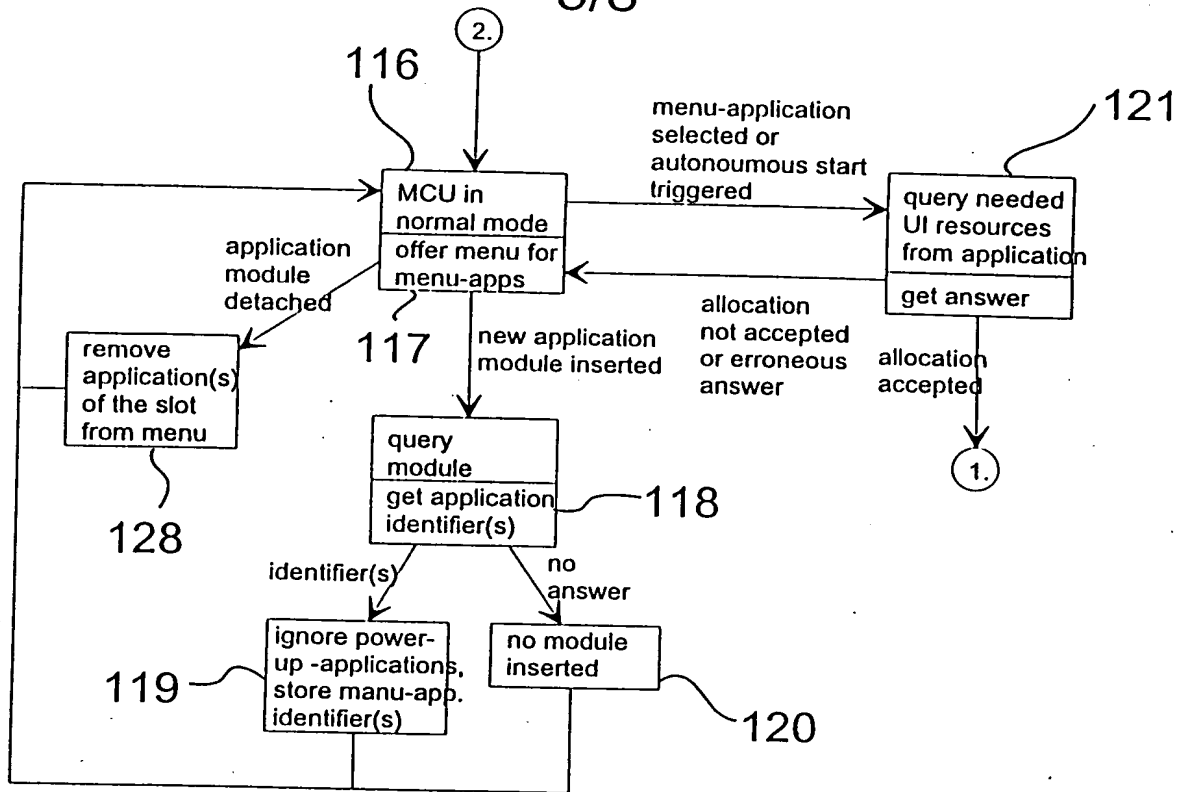 2.
116
121
menu-application
selected or
autonoumous start
triggered
MCU in
normal mode
offer menu for
menu-apps
query needed
UI resources
from application
get answer
application
module
detached
117
new application
module inserted
allocation
not accepted
or erroneous
answer
allocation
accepted
remove
application(s)
of the slot
from menu
128
query
module
get application
identifier(s)
118
1.
identifier(s)
no
answer
ignore power-
up -applications,
store manu-app.
identifier(s)
119
no module
inserted
120